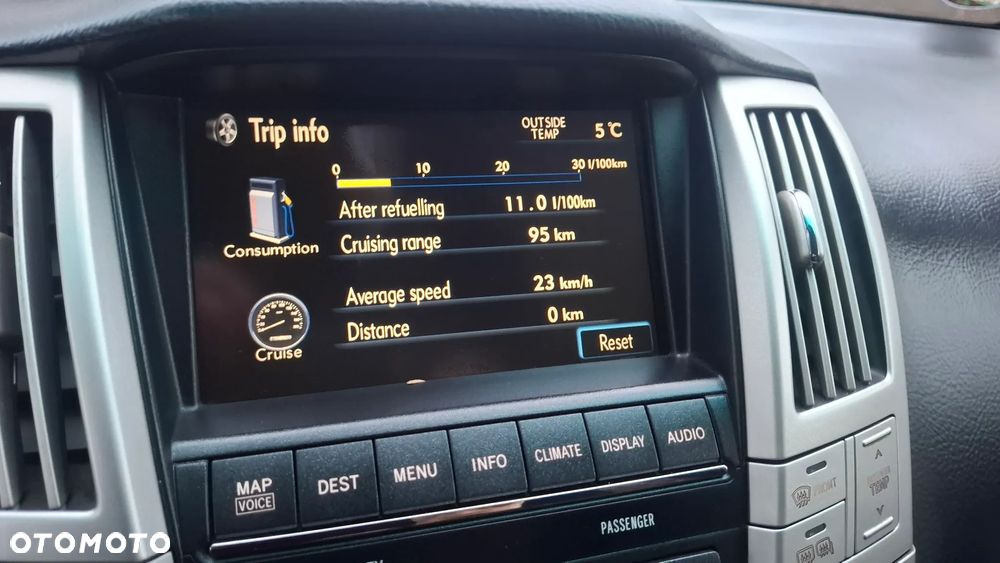 Trip info
OUTSIDE
TEMP
5°C
0 10 20 30 l/100km
After refuelling 11.0 l/100km
Consumption
Cruising range 95 km
Average speed 23 km/h
Distance 0 km
Cruise
Reset
MAP
VOICE
DEST
MENU
INFO
CLIMATE
DISPLAY
AUDIO
PASSENGER
FRONT
TEMP
OTOMOTO